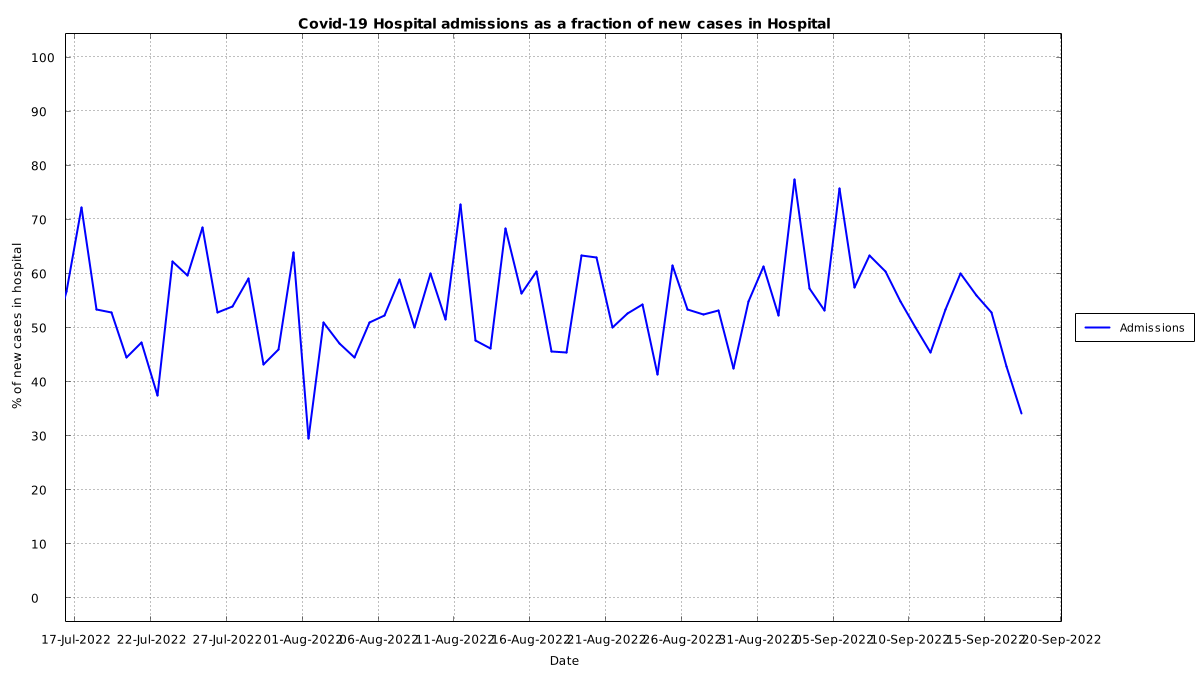 Covid-19 Hospital admissions as a fraction of new cases in Hospital
100
90
80
70
60
50
40
30
20
10
0
% of new cases in hospital
17-Jul-2022 22-Jul-2022 27-Jul-2022 01-Aug-2022 06-Aug-2022 11-Aug-2022 16-Aug-2022 21-Aug-2022 26-Aug-2022 31-Aug-2022 05-Sep-2022 10-Sep-2022 15-Sep-2022 20-Sep-2022
Date
Admissions